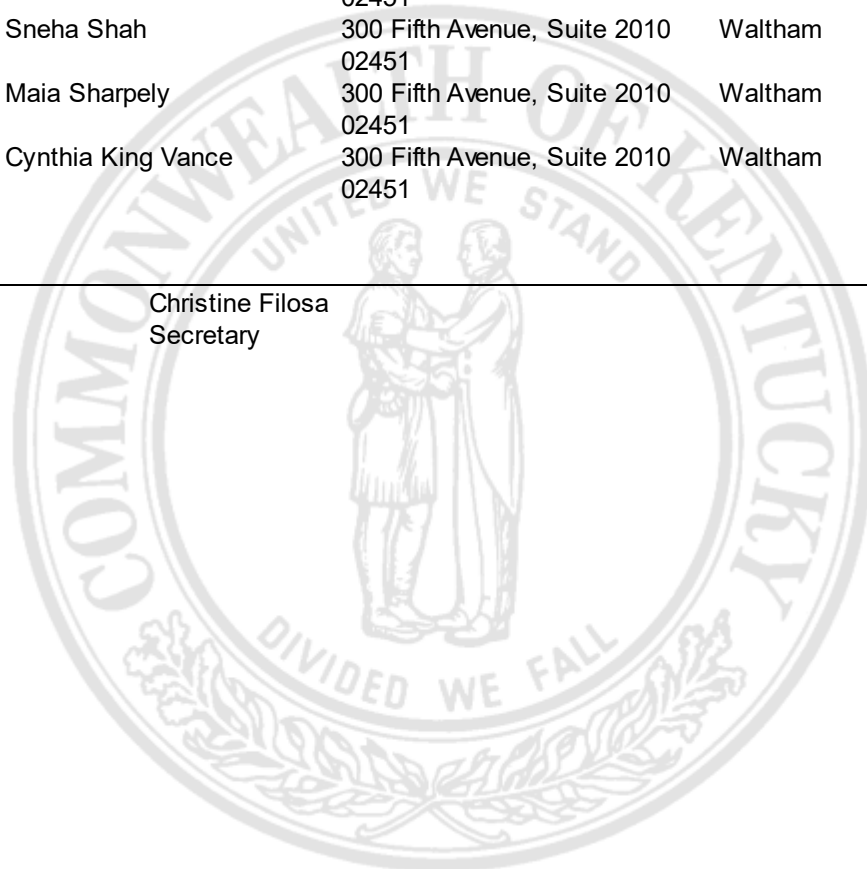 02451
Sneha Shah 300 Fifth Avenue, Suite 2010 Waltham
02451
Maia Sharpely 300 Fifth Avenue, Suite 2010 Waltham
02451
Cynthia King Vance 300 Fifth Avenue, Suite 2010 Waltham
02451
Christine Filosa
Secretary
COMMONWEALTH OF KENTUCKY
UNITED WE STAND
DIVIDED WE FALL